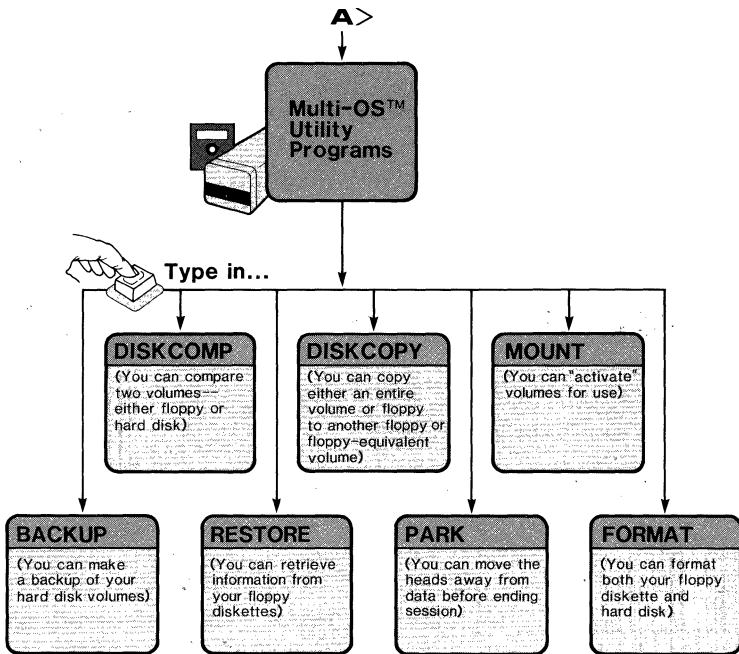 A>
Multi-OS™
Utility
Programs
Type in...
DISKCOMP
(You can compare
two volumes--
either floppy or
hard disk)
DISKCOPY
(You can copy
either an entire
volume or floppy
to another floppy or
floppy-equivalent
volume)
MOUNT
(You can "activate"
volumes for use)
BACKUP
(You can make
a backup of your
hard disk volumes)
RESTORE
(You can retrieve
information from
your floppy
diskettes)
PARK
(You can move the
heads away from
data before ending
session)
FORMAT
(You can format
both your floppy
diskette and
hard disk)